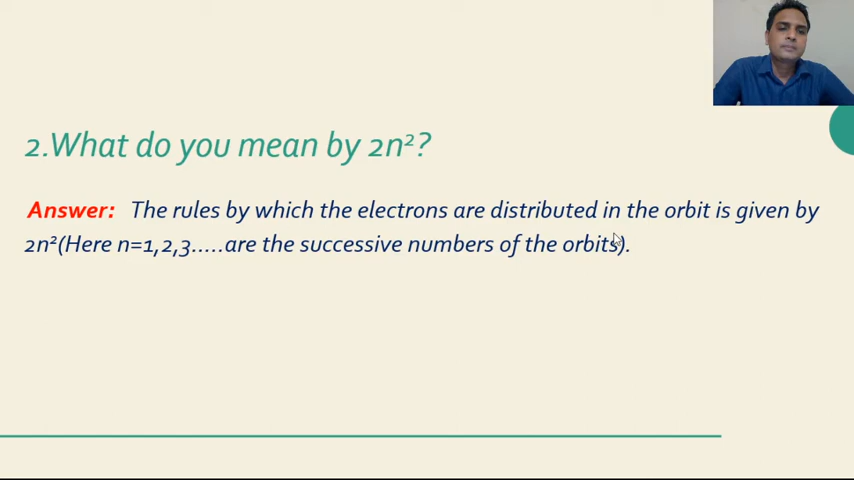 2.What do you mean by 2n²?
Answer: The rules by which the electrons are distributed in the orbit is given by
2n²(Here n=1,2,3.....are the successive numbers of the orbits).